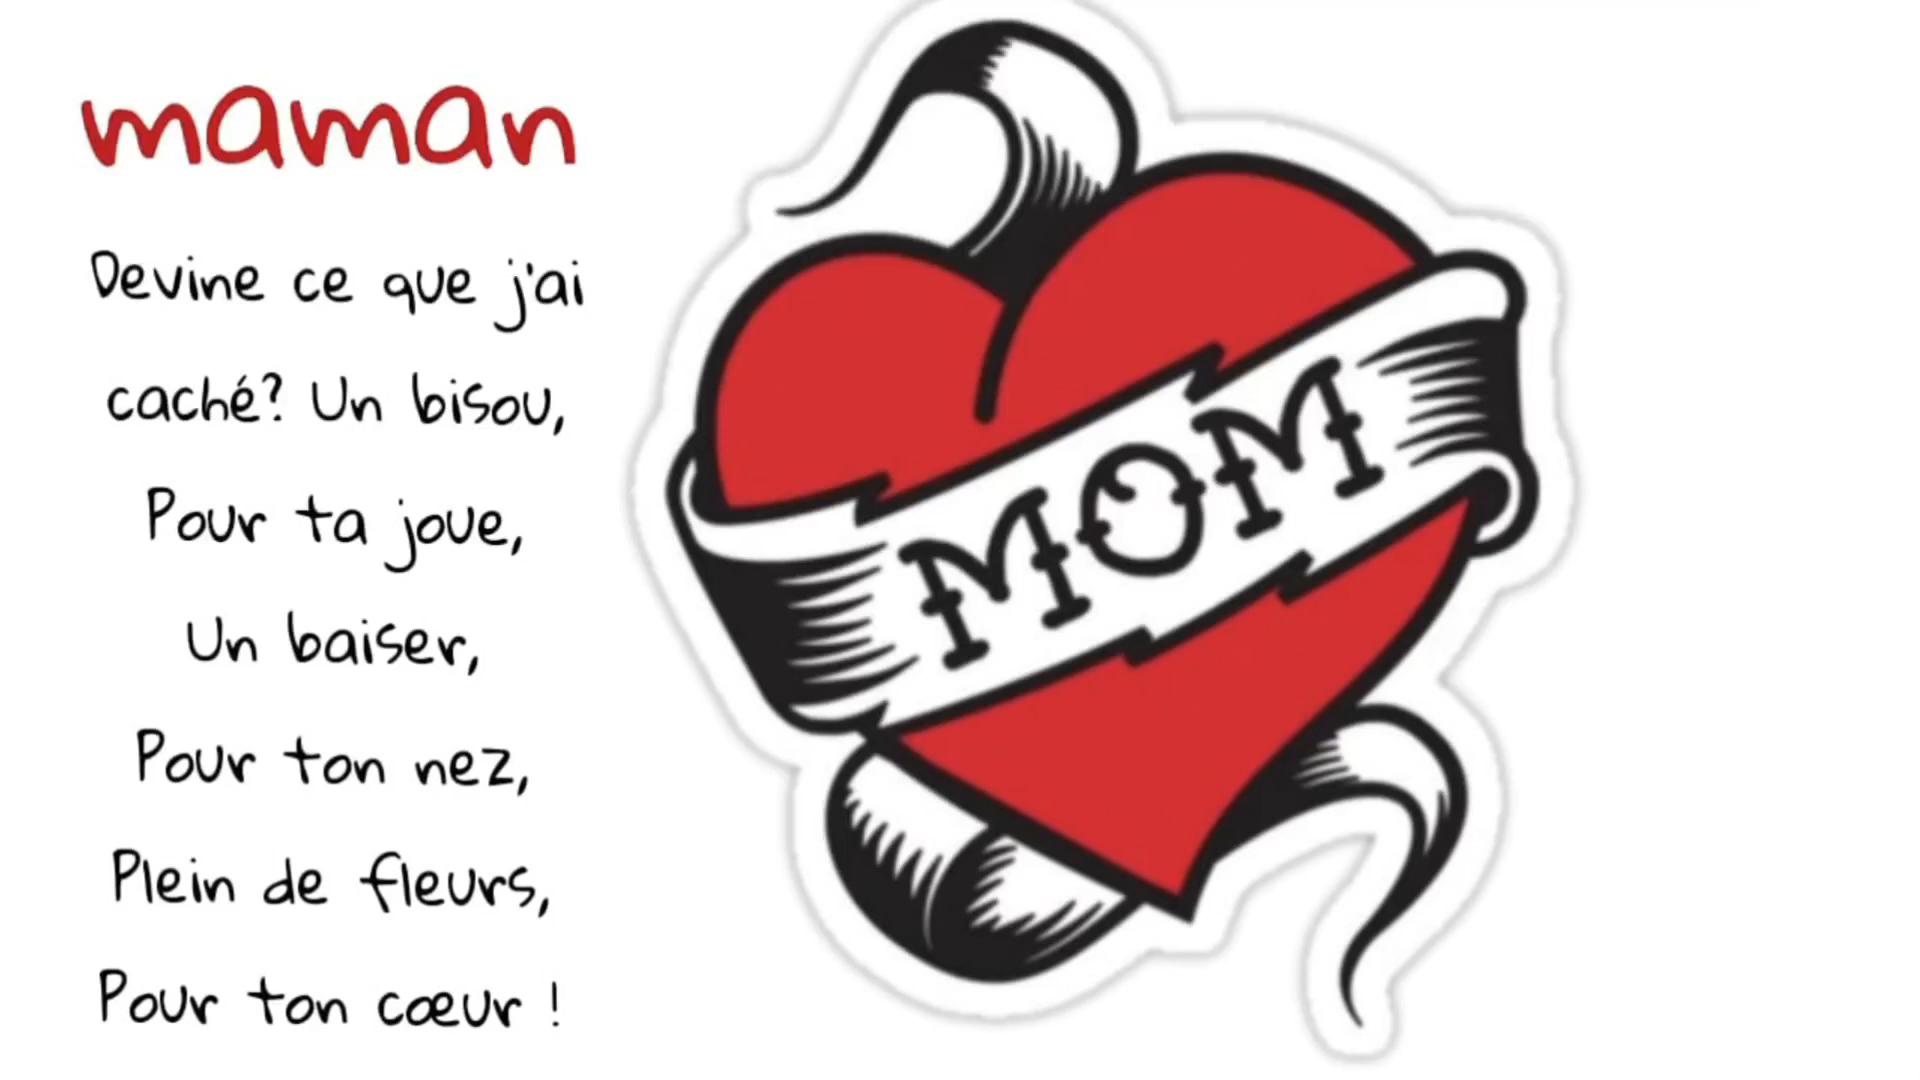 maman
Devine ce que j'ai
caché? Un bisou,
Pour ta joue,
Un baiser,
Pour ton nez,
Plein de fleurs,
Pour ton cœur !
MOM